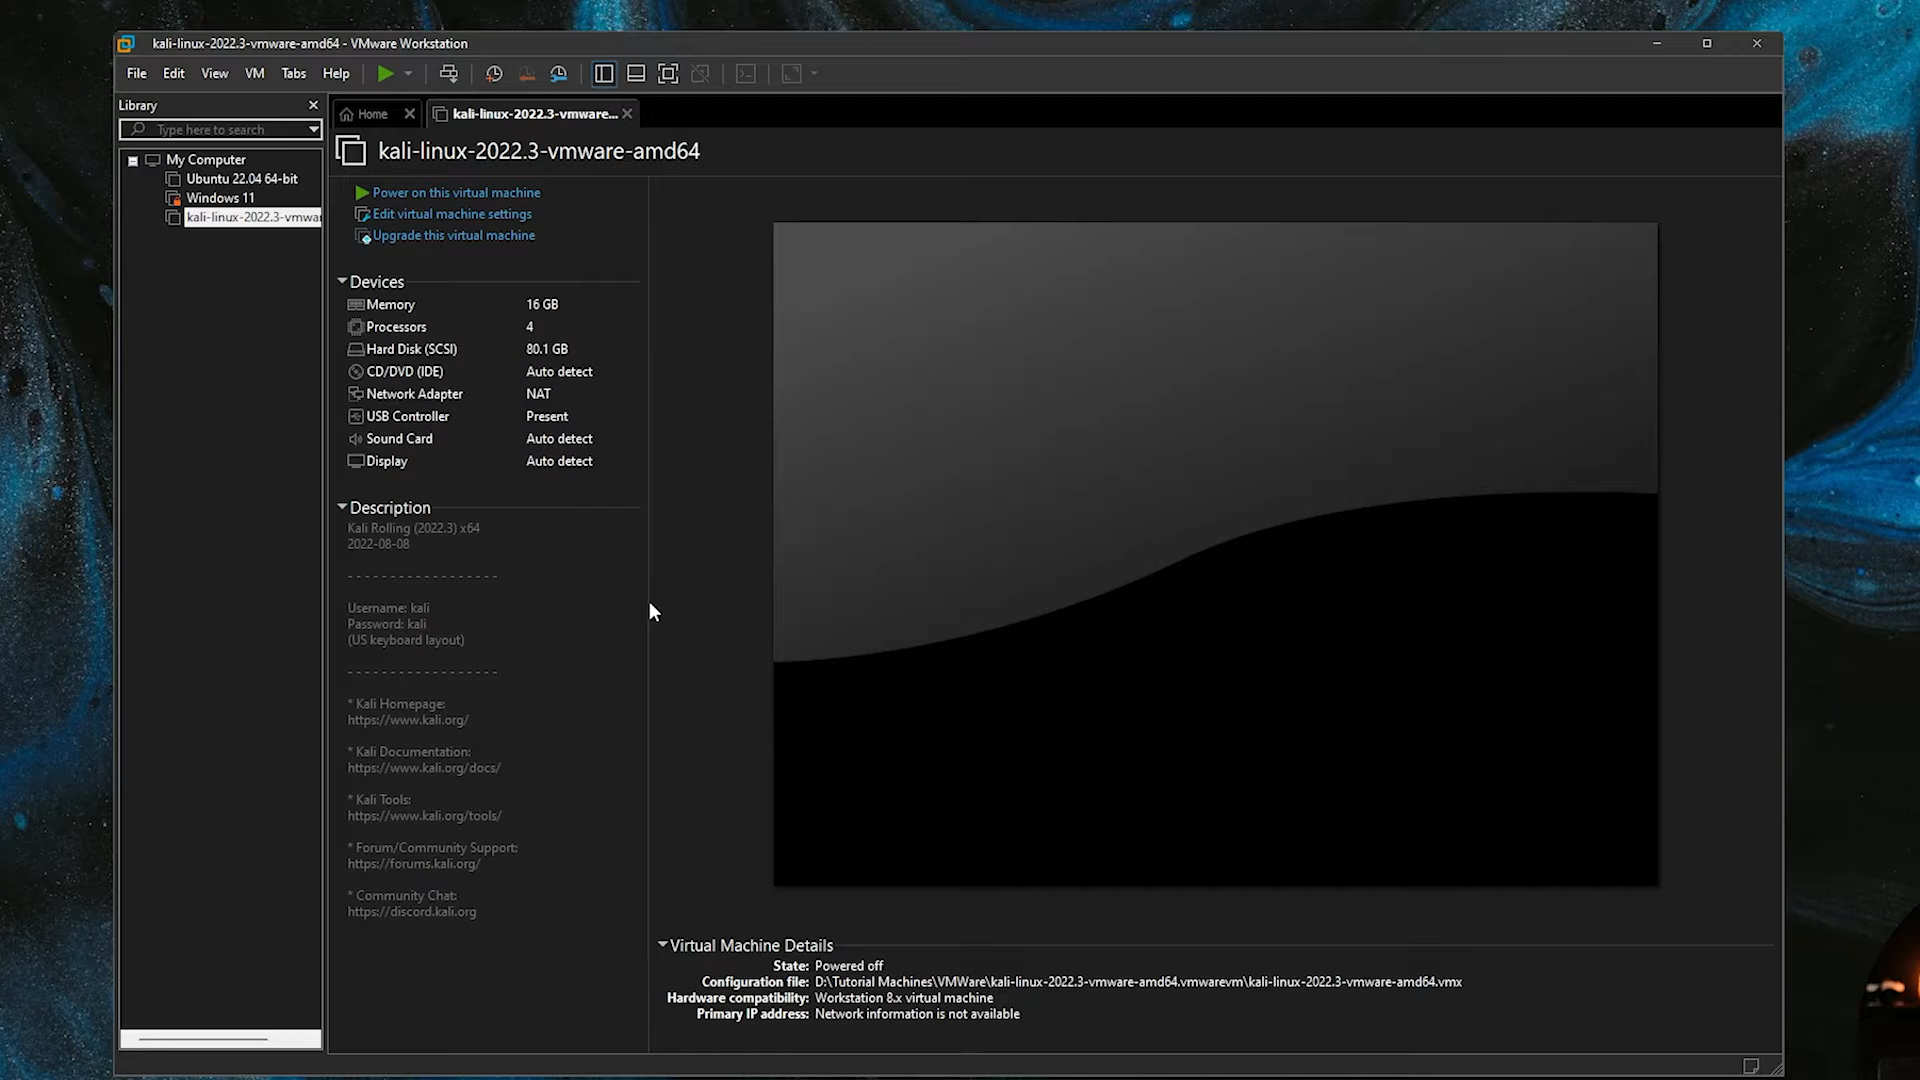 kali-linux-2022.3-vmware-amd64 - VMware Workstation
File Edit View VM Tabs Help
Library
Type here to search
My Computer
Ubuntu 22.04 64-bit
Windows 11
kali-linux-2022.3-vmwar
Home
kali-linux-2022.3-vmware...
kali-linux-2022.3-vmware-amd64
Power on this virtual machine
Edit virtual machine settings
Upgrade this virtual machine
Devices
Memory 16 GB
Processors 4
Hard Disk (SCSI) 80.1 GB
CD/DVD (IDE) Auto detect
Network Adapter NAT
USB Controller Present
Sound Card Auto detect
Display Auto detect
Description
Kali Rolling (2022.3) x64
2022-08-08
- - - - - - - - - - - - - - - - - -
Username: kali
Password: kali
(US keyboard layout)
- - - - - - - - - - - - - - - - - -
* Kali Homepage:
https://www.kali.org/
* Kali Documentation:
https://www.kali.org/docs/
* Kali Tools:
https://www.kali.org/tools/
* Forum/Community Support:
https://forums.kali.org/
* Community Chat:
https://discord.kali.org
Virtual Machine Details
State: Powered off
Configuration file: D:\Tutorial Machines\VMWare\kali-linux-2022.3-vmware-amd64.vmwarevm\kali-linux-2022.3-vmware-amd64.vmx
Hardware compatibility: Workstation 8.x virtual machine
Primary IP address: Network information is not available